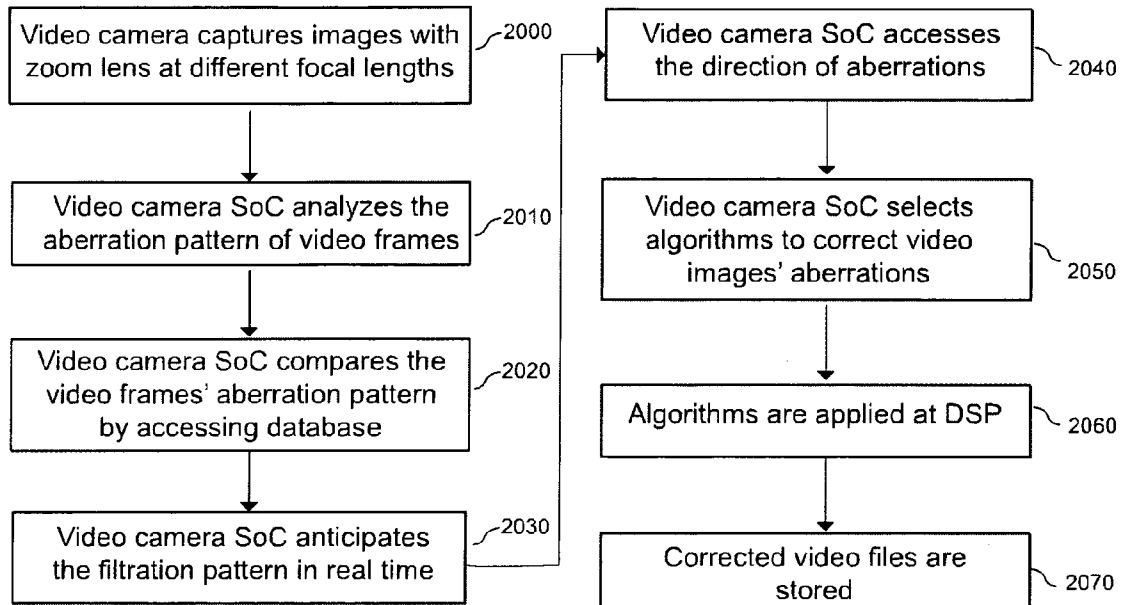 Video camera captures images with
zoom lens at different focal lengths
2000
Video camera SoC analyzes the
aberration pattern of video frames
2010
Video camera SoC compares the
video frames' aberration pattern
by accessing database
2020
Video camera SoC anticipates
the filtration pattern in real time
2030
Video camera SoC accesses
the direction of aberrations
2040
Video camera SoC selects
algorithms to correct video
images' aberrations
2050
Algorithms are applied at DSP
2060
Corrected video files are
stored
2070